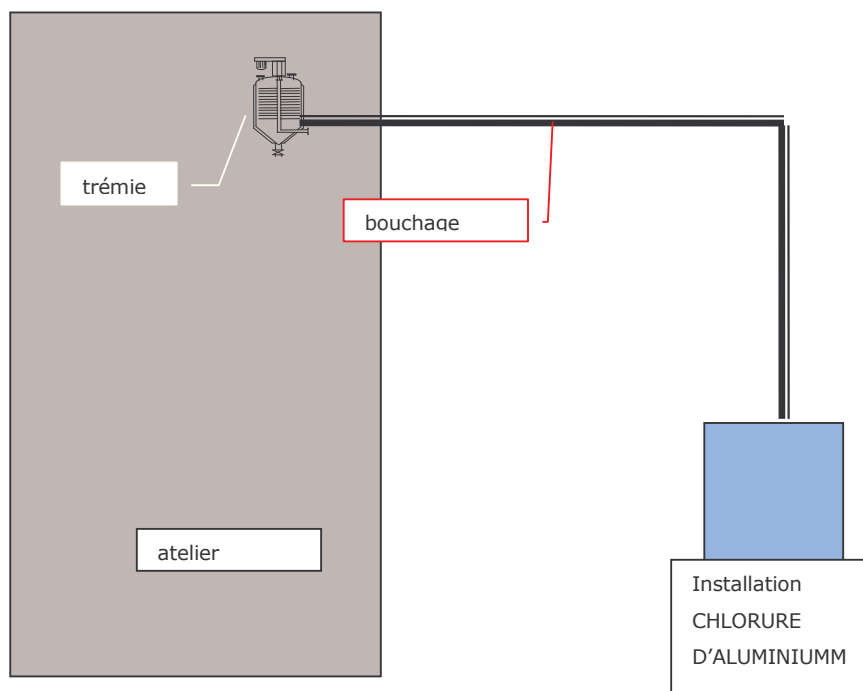 trémie
bouchage
atelier
Installation
CHLORURE
D'ALUMINIUMM